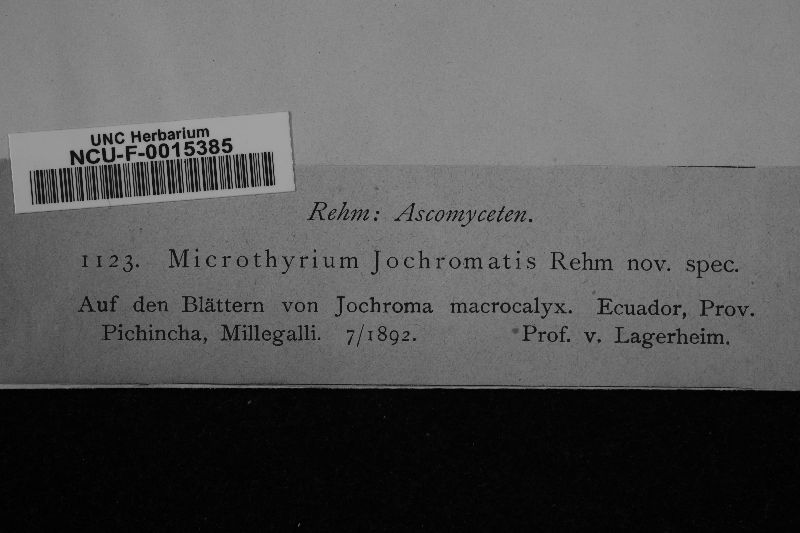 UNC Herbarium
NCU-F-0015385
Rehm: Ascomyceten.
1123. Microthyrium Jochromatis Rehm nov. spec.
Auf den Blättern von Jochroma macrocalyx. Ecuador, Prov.
Pichincha, Millegalli. 7/1892. Prof. v. Lagerheim.